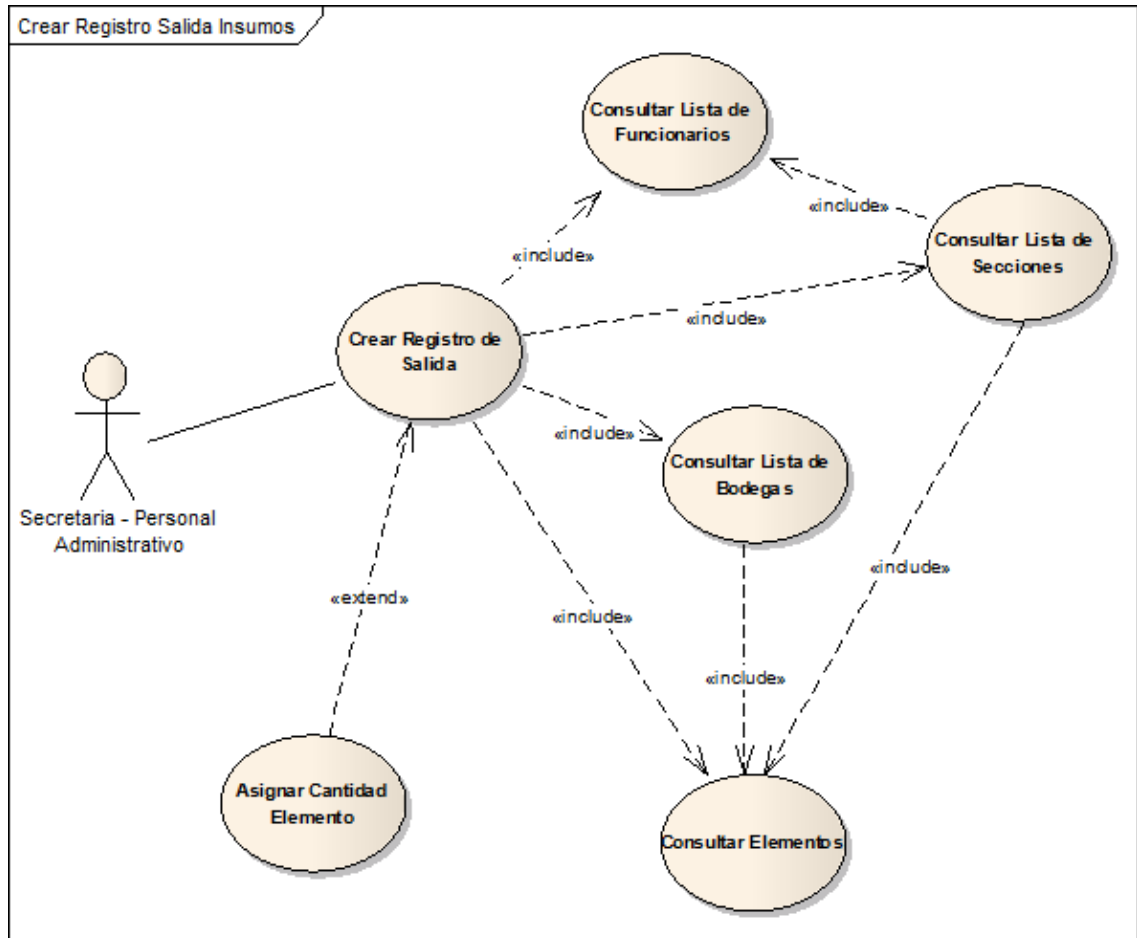 Crear Registro Salida Insumos
Consultar Lista de
Funcionarios
«include»
Consultar Lista de
Secciones
«include»
«include»
Crear Registro de
Salida
«include»
Consultar Lista de
Bodegas
Secretaria - Personal
Administrativo
«include»
«extend»
«include»
«include»
Asignar Cantidad
Elemento
Consultar Elementos